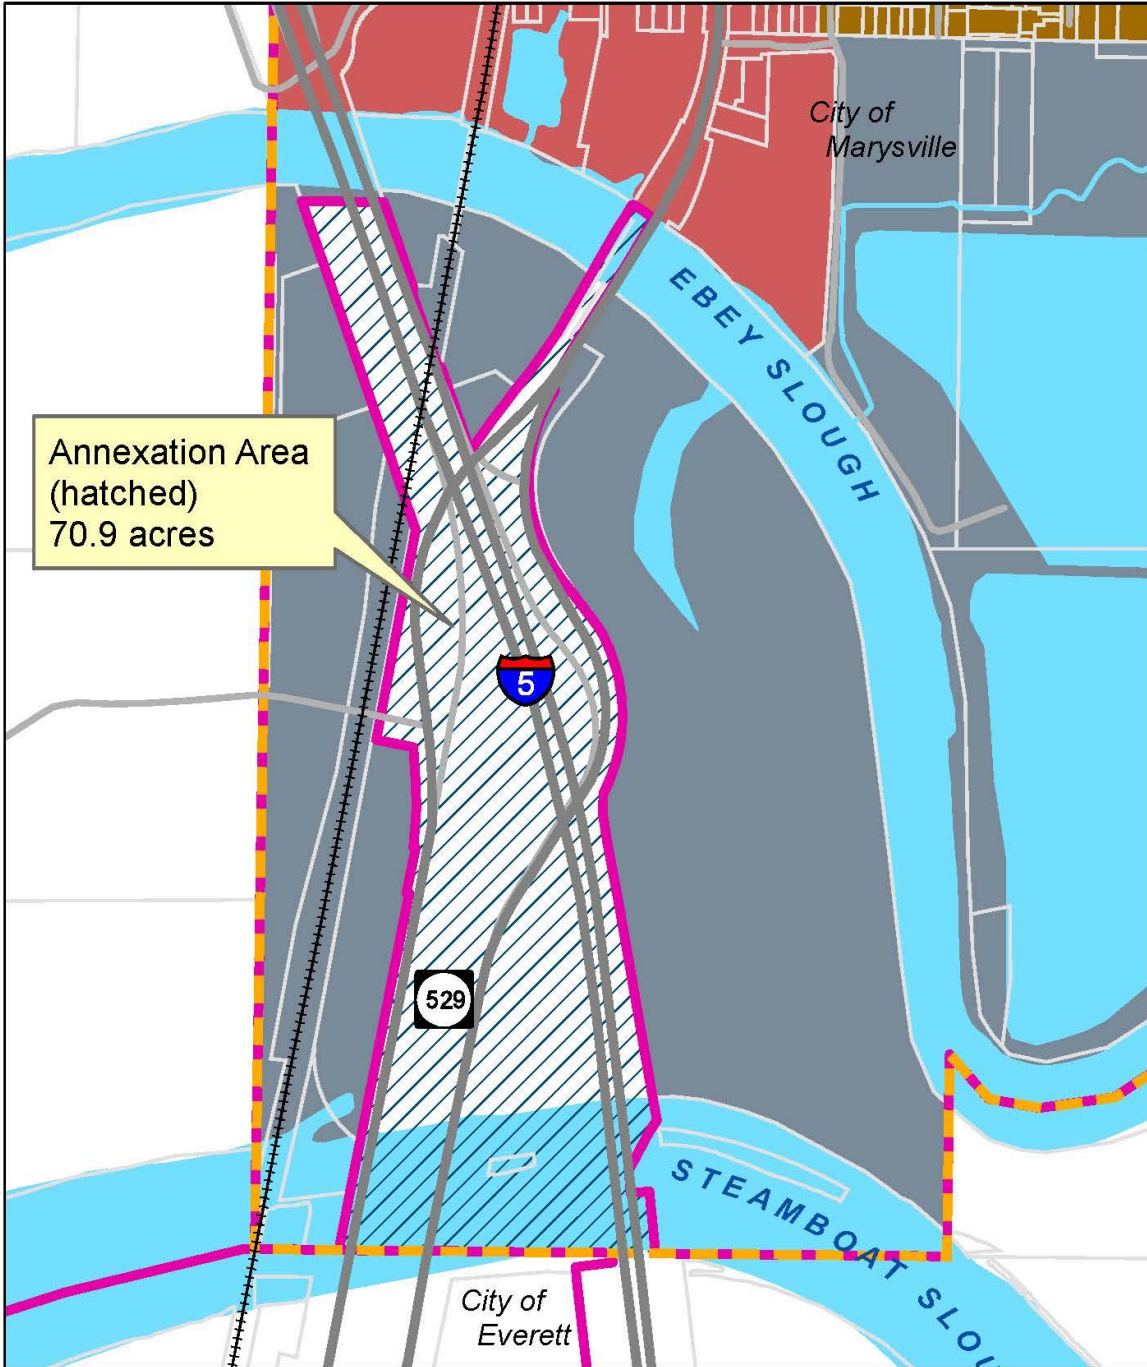 City of
Marysville
EBEY SLOUGH
Annexation Area
(hatched)
70.9 acres
5
529
STEAMBOAT SLOU
City of
Everett